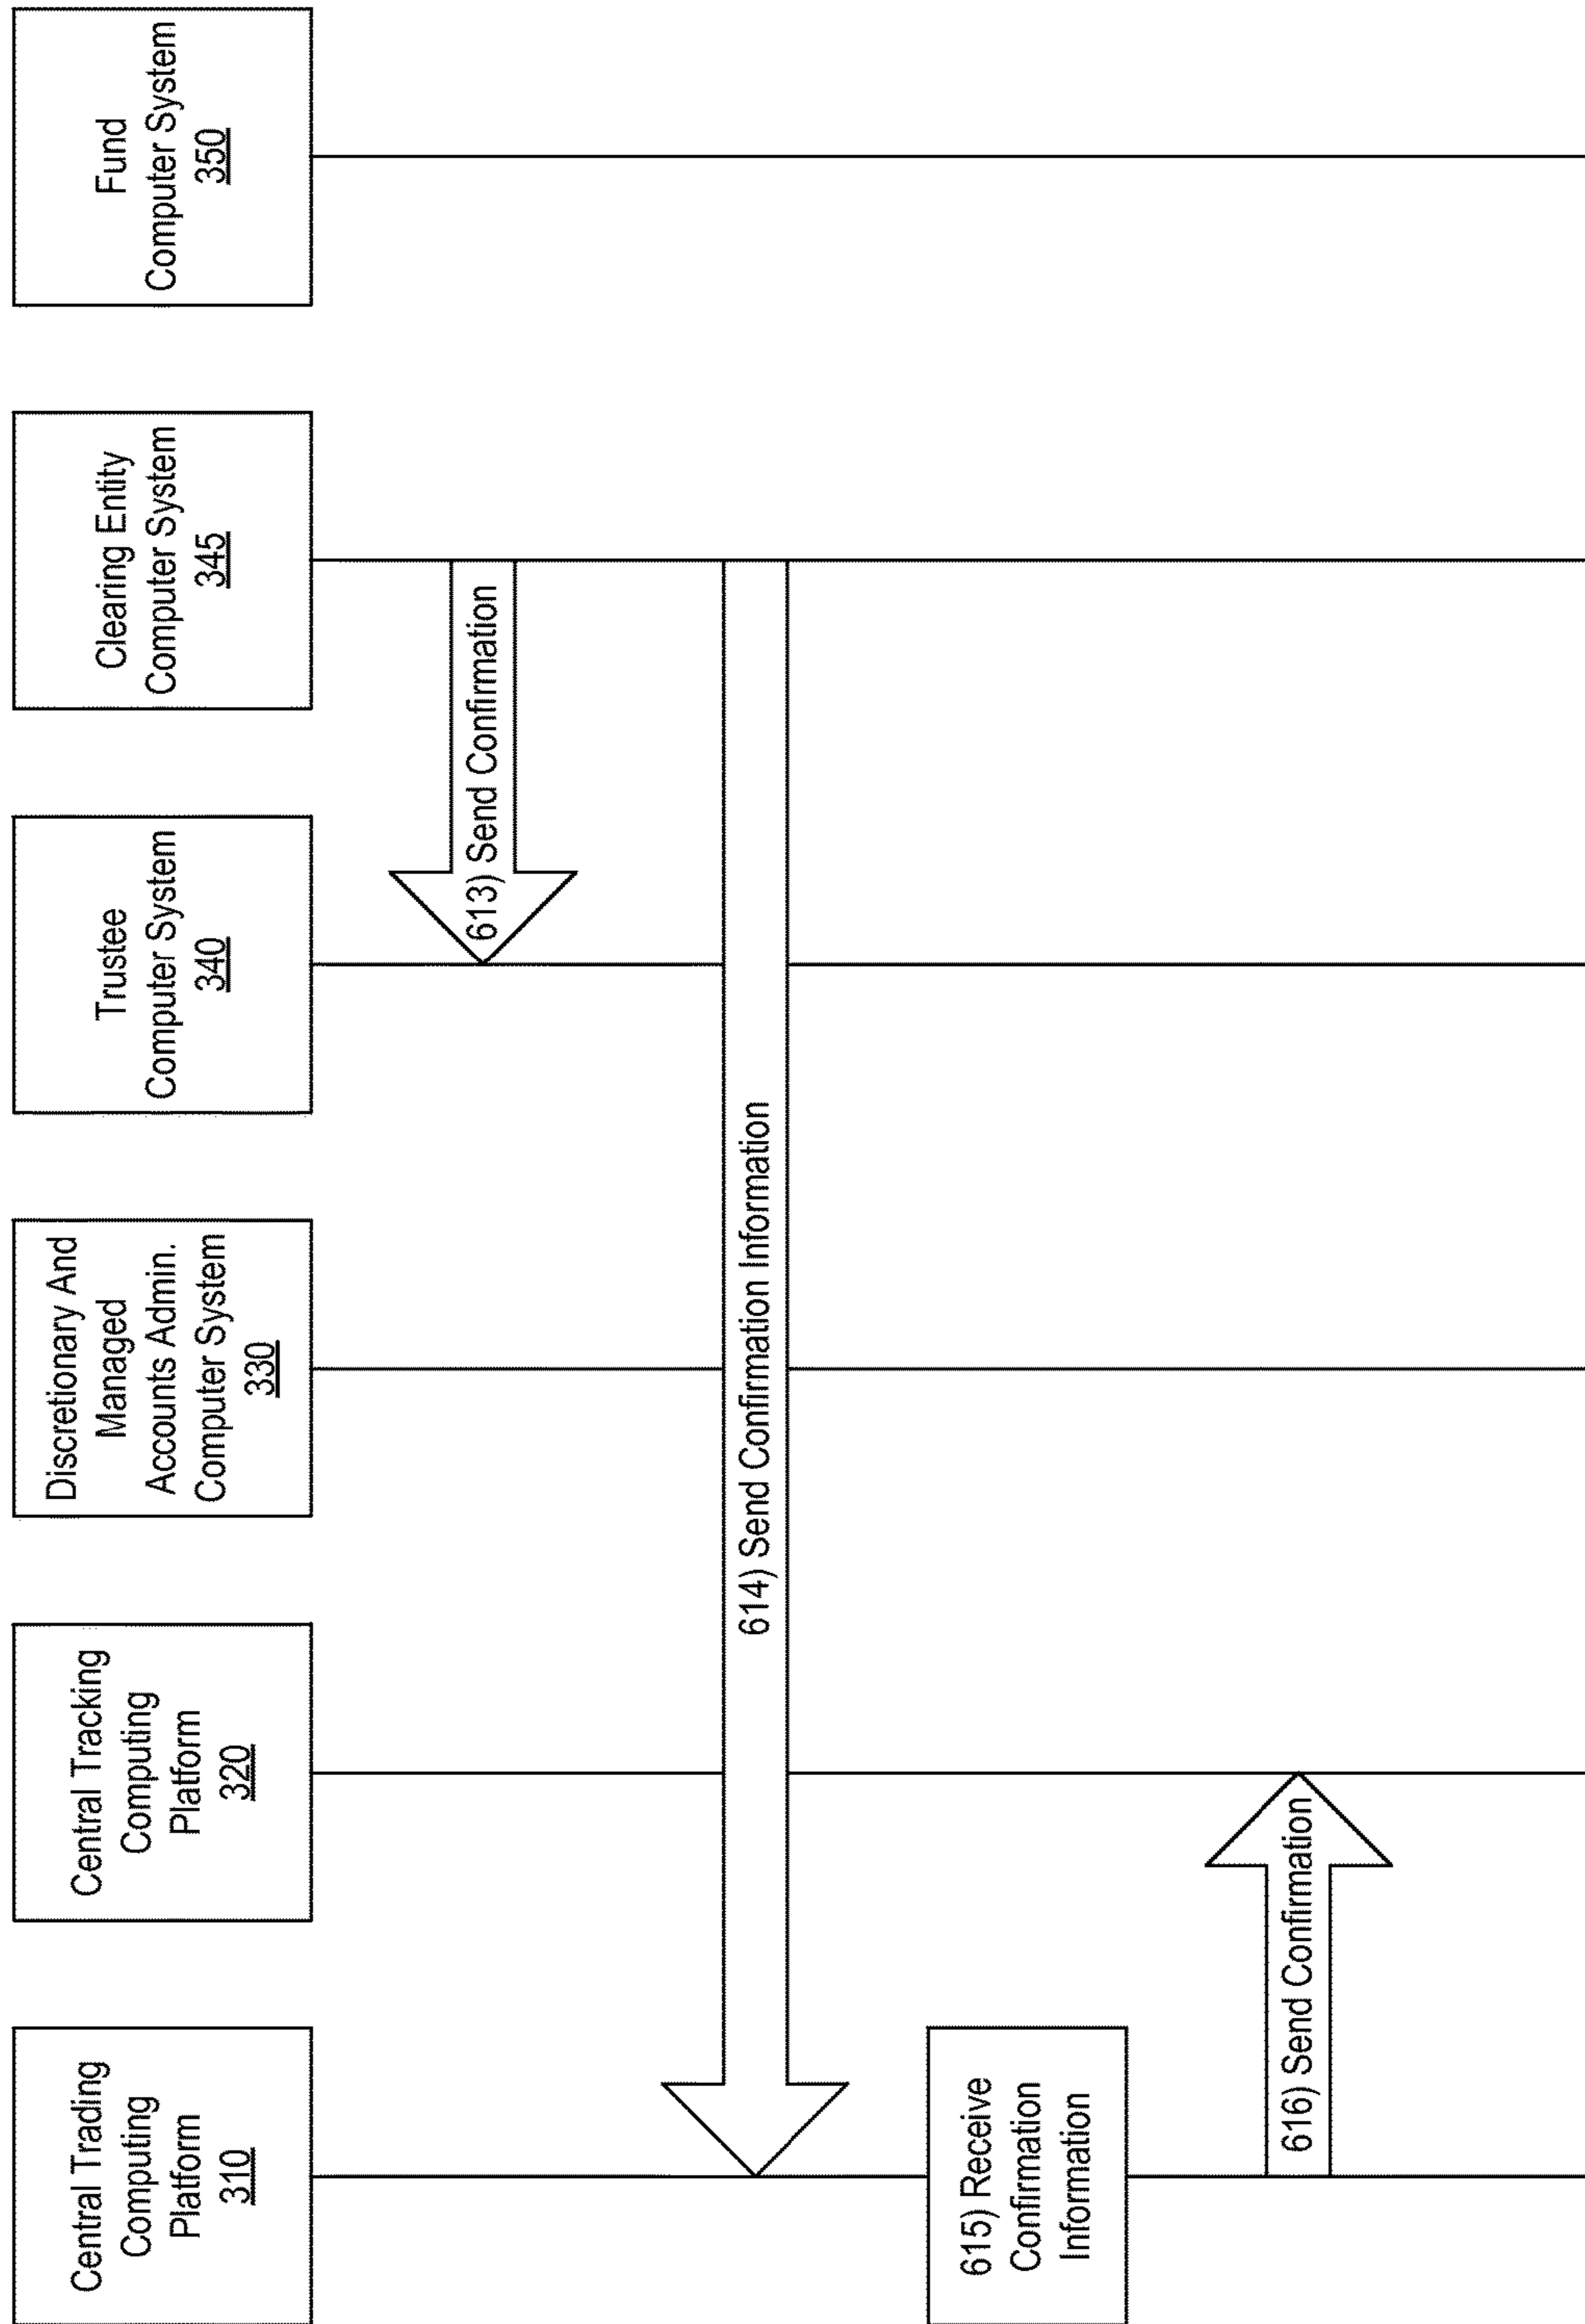 Central Trading
Computing
Platform
310
Central Tracking
Computing
Platform
320
Discretionary And
Managed
Accounts Admin.
Computer System
330
Trustee
Computer System
340
Clearing Entity
Computer System
345
Fund
Computer System
350
613) Send Confirmation
614) Send Confirmation Information
615) Receive
Confirmation
Information
616) Send Confirmation